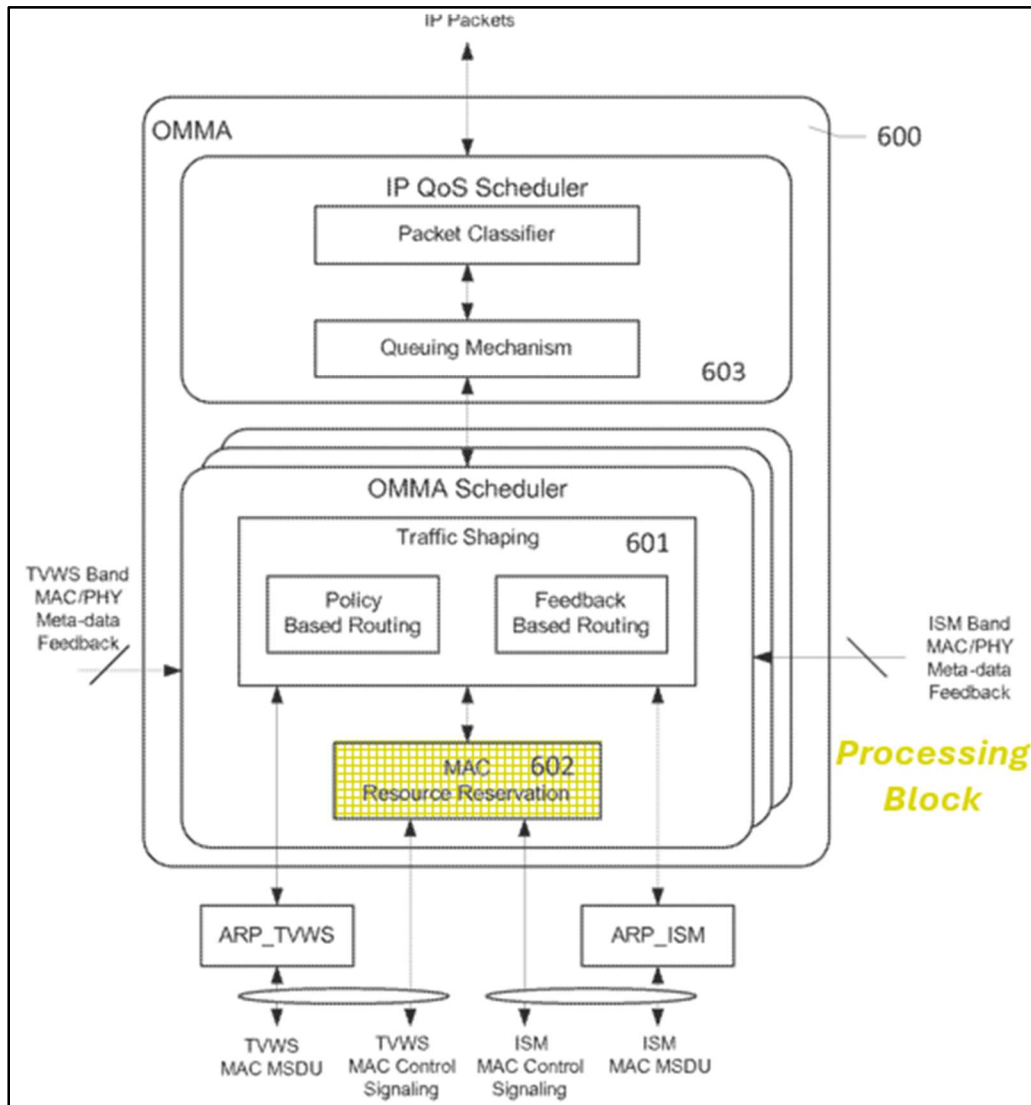 IP Packets
OMMA
600
IP QoS Scheduler
Packet Classifier
Queuing Mechanism
603
OMMA Scheduler
Traffic Shaping
601
Policy
Based Routing
Feedback
Based Routing
TVWS Band
MAC/PHY
Meta-data
Feedback
ISM Band
MAC/PHY
Meta-data
Feedback
MAC
602
Resource Reservation
Processing
Block
ARP_TVWS
ARP_ISM
TVWS
MAC MSDU
TVWS
MAC Control
Signaling
ISM
MAC Control
Signaling
ISM
MAC MSDU